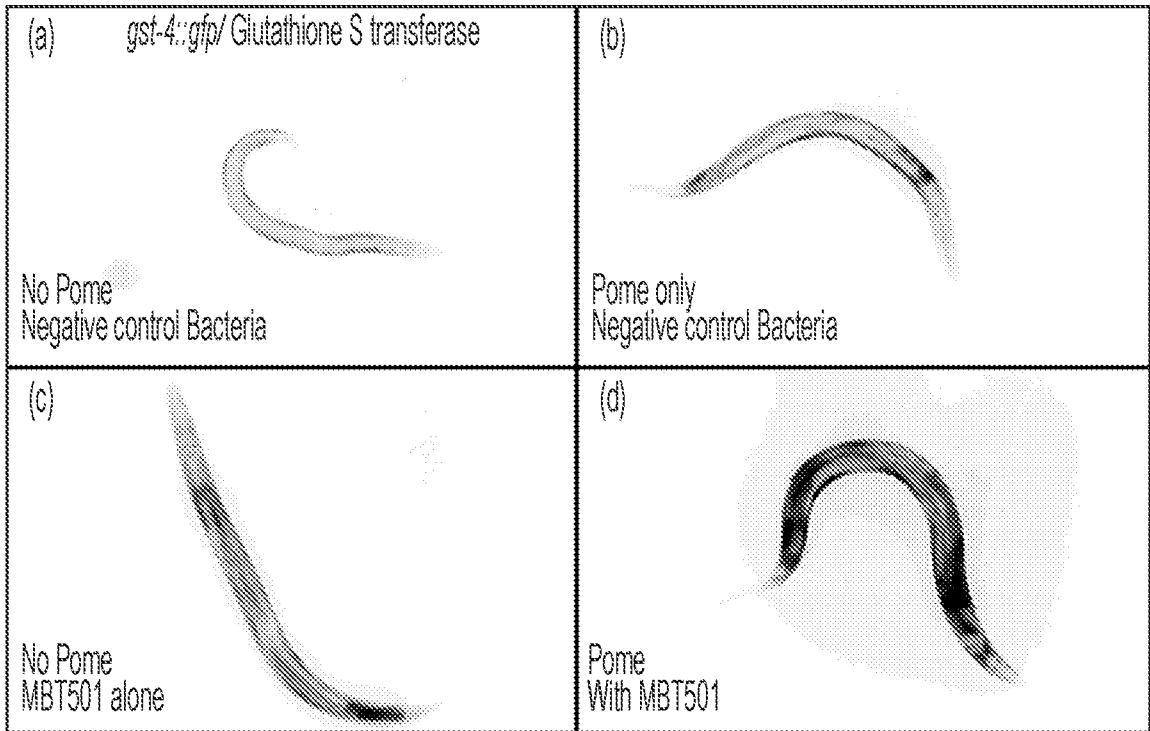 (a) gst-4::gfp/ Glutathione S transferase
No Pome
Negative control Bacteria
(b)
Pome only
Negative control Bacteria
(c)
No Pome
MBT501 alone
(d)
Pome
With MBT501